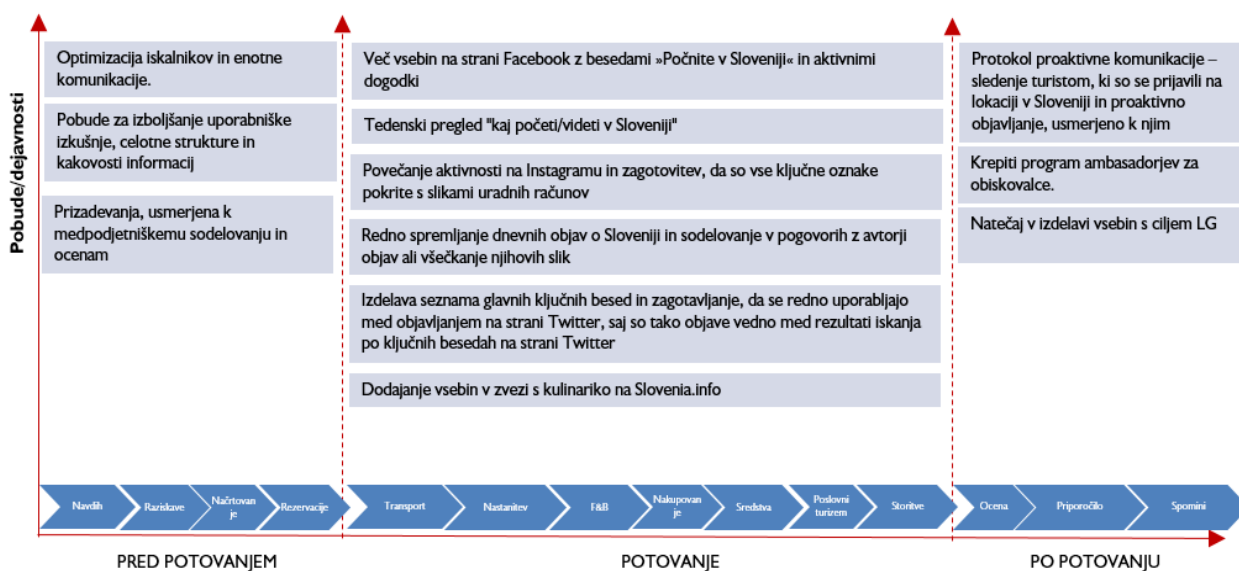 Pobude/dejavnosti
Optimizacija iskalnikov in enotne
komunikacije.
Pobude za izboljšanje uporabniške
izkušnje, celotne strukture in
kakovosti informacij
Prizadevanja, usmerjena k
medpodjetniškemu sodelovanju in
ocenam
Več vsebin na strani Facebook z besedami »Počnite v Sloveniji« in aktivnimi
dogodki
Tedenski pregled "kaj početi/videti v Sloveniji"
Povečanje aktivnosti na Instagramu in zagotovitev, da so vse ključne oznake
pokrite s slikami uradnih računov
Redno spremljanje dnevnih objav o Sloveniji in sodelovanje v pogovorih z avtorji
objav ali všečkanje njihovih slik
Izdelava seznama glavnih ključnih besed in zagotavljanje, da se redno uporabljajo
med objavljanjem na strani Twitter, saj so tako objave vedno med rezultati iskanja
po ključnih besedah na strani Twitter
Dodajanje vsebin v zvezi s kulinariko na Slovenia.info
Protokol proaktivne komunikacije –
sledenje turistom, ki so se prijavili na
lokaciji v Sloveniji in proaktivno
objavljanje, usmerjeno k njim
Krepiti program ambasadorjev za
obiskovalce.
Natečaj v izdelavi vsebin s ciljem LG
Navdih
Raziskave
Načrtovan
je
Rezervacije
Transport
Nastanitev
F&B
Nakupovan
je
Sredstva
Poslovni
turizem
Storitve
Ocena
Priporočilo
Spomini
PRED POTOVANJEM
POTOVANJE
PO POTOVANJU